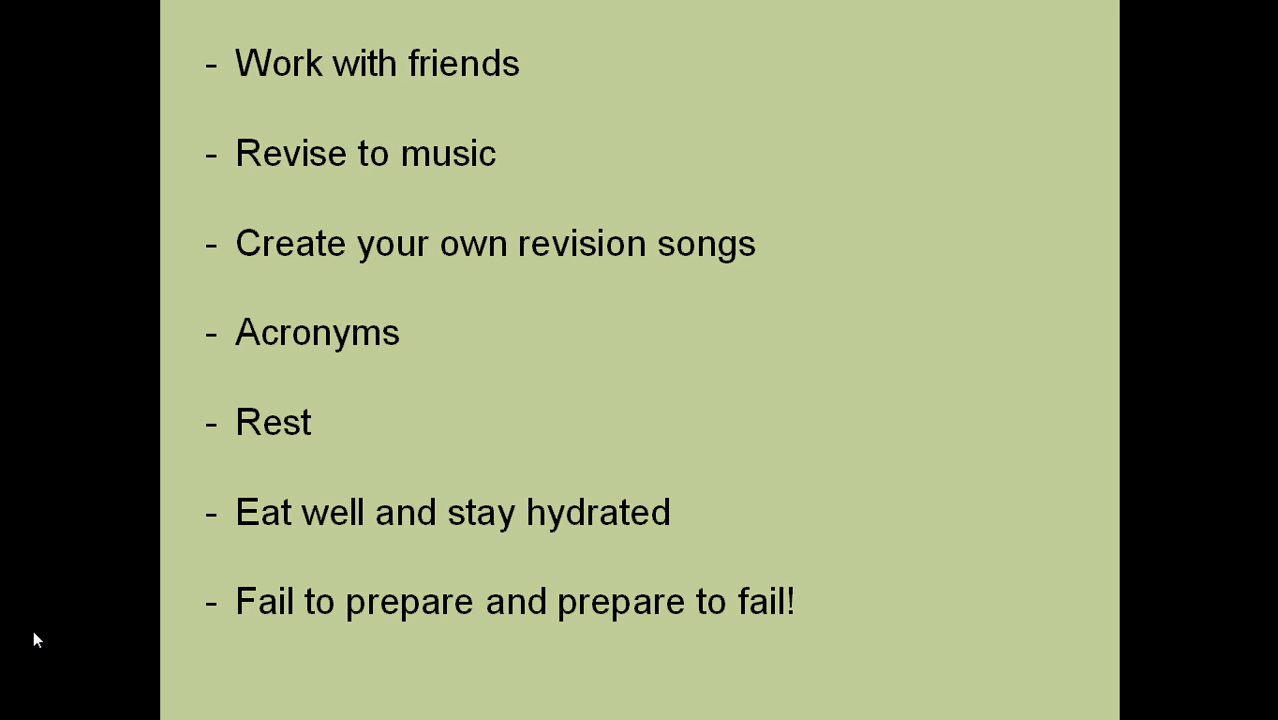 - Work with friends
- Revise to music
- Create your own revision songs
- Acronyms
- Rest
- Eat well and stay hydrated
- Fail to prepare and prepare to fail!